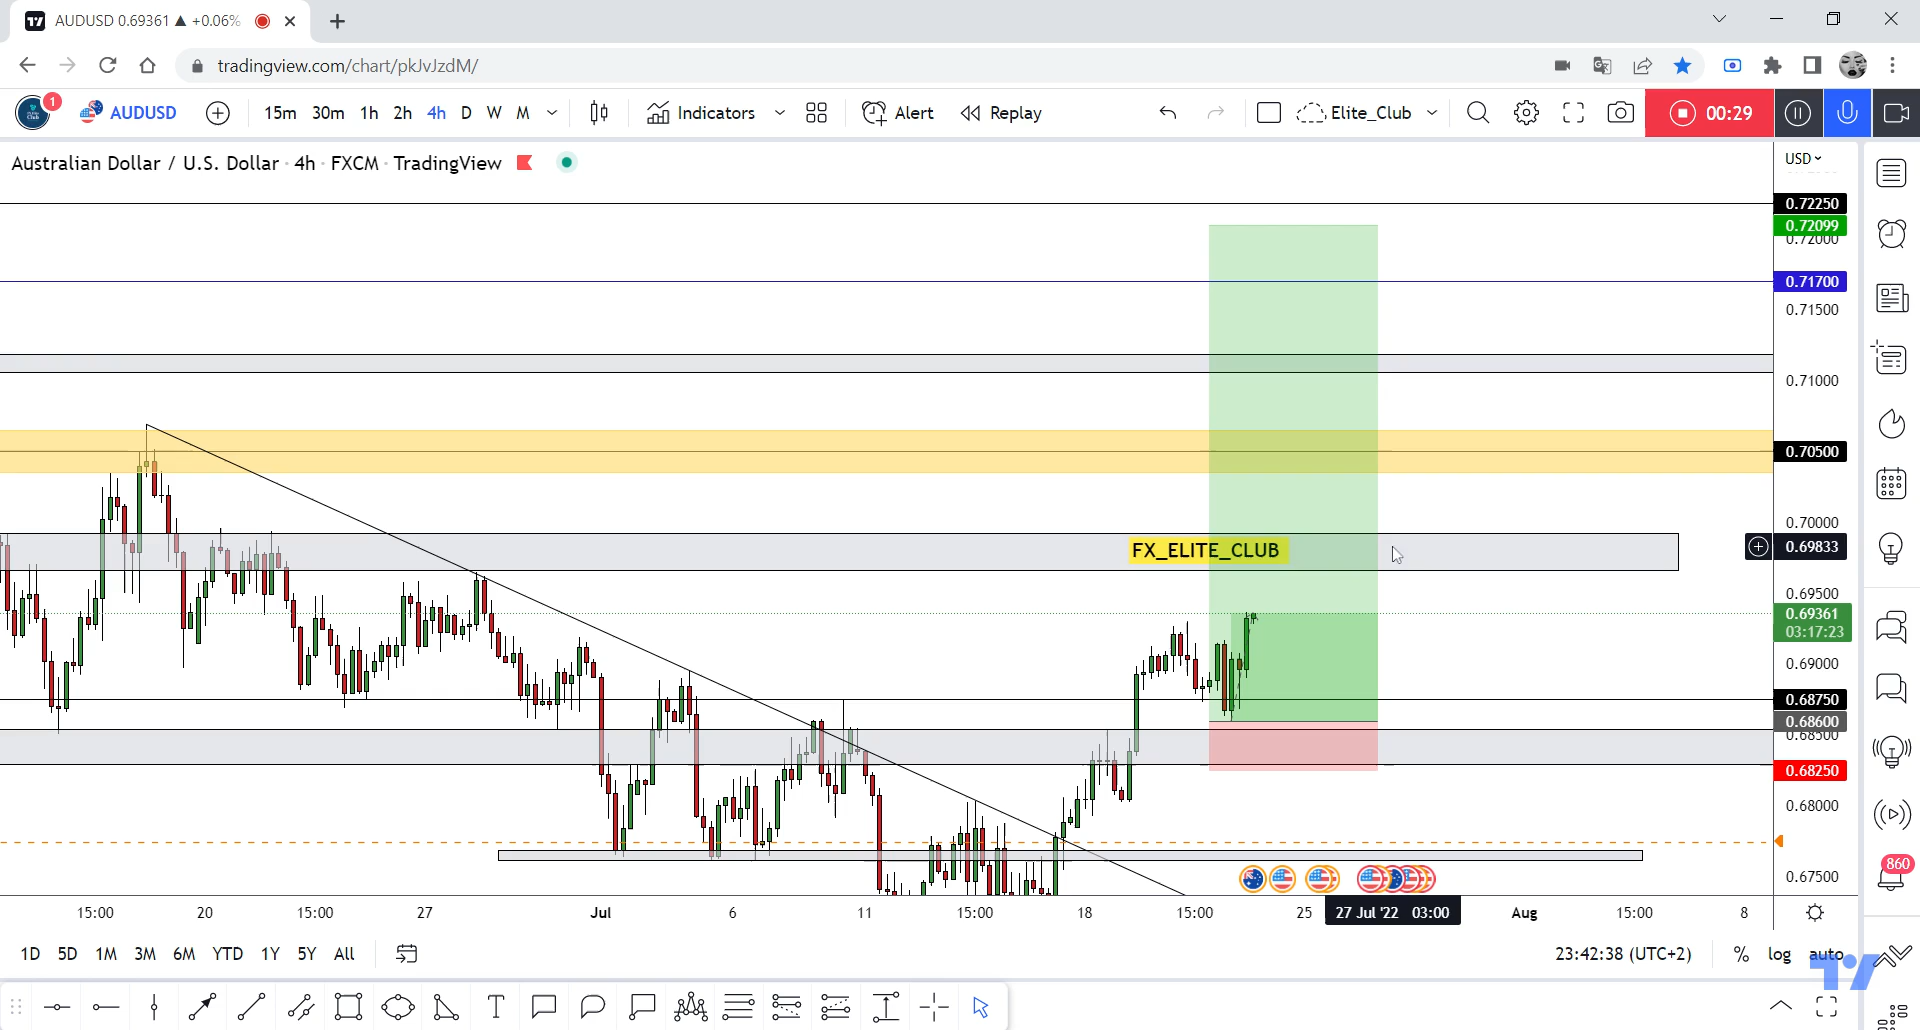 AUDUSD 0.69361 ▲ +0.06%
tradingview.com/chart/pkJvJzdM/
1
AUDUSD
15m 30m 1h 2h 4h D W M
Indicators
Alert
Replay
Elite_Club
00:29
Australian Dollar / U.S. Dollar · 4h · FXCM · TradingView
USD
0.72250
0.72099
0.72000
0.71700
0.71500
0.71000
0.70500
0.70000
FX_ELITE_CLUB
0.69833
0.69500
0.69361
03:17:23
0.69000
0.68750
0.68600
0.68500
0.68250
0.68000
0.67500
860
15:00 20 15:00 27 Jul 6 11 15:00 18 15:00 25 27 Jul '22 03:00 Aug 15:00 8
1D 5D 1M 3M 6M YTD 1Y 5Y All
23:42:38 (UTC+2)
% log auto